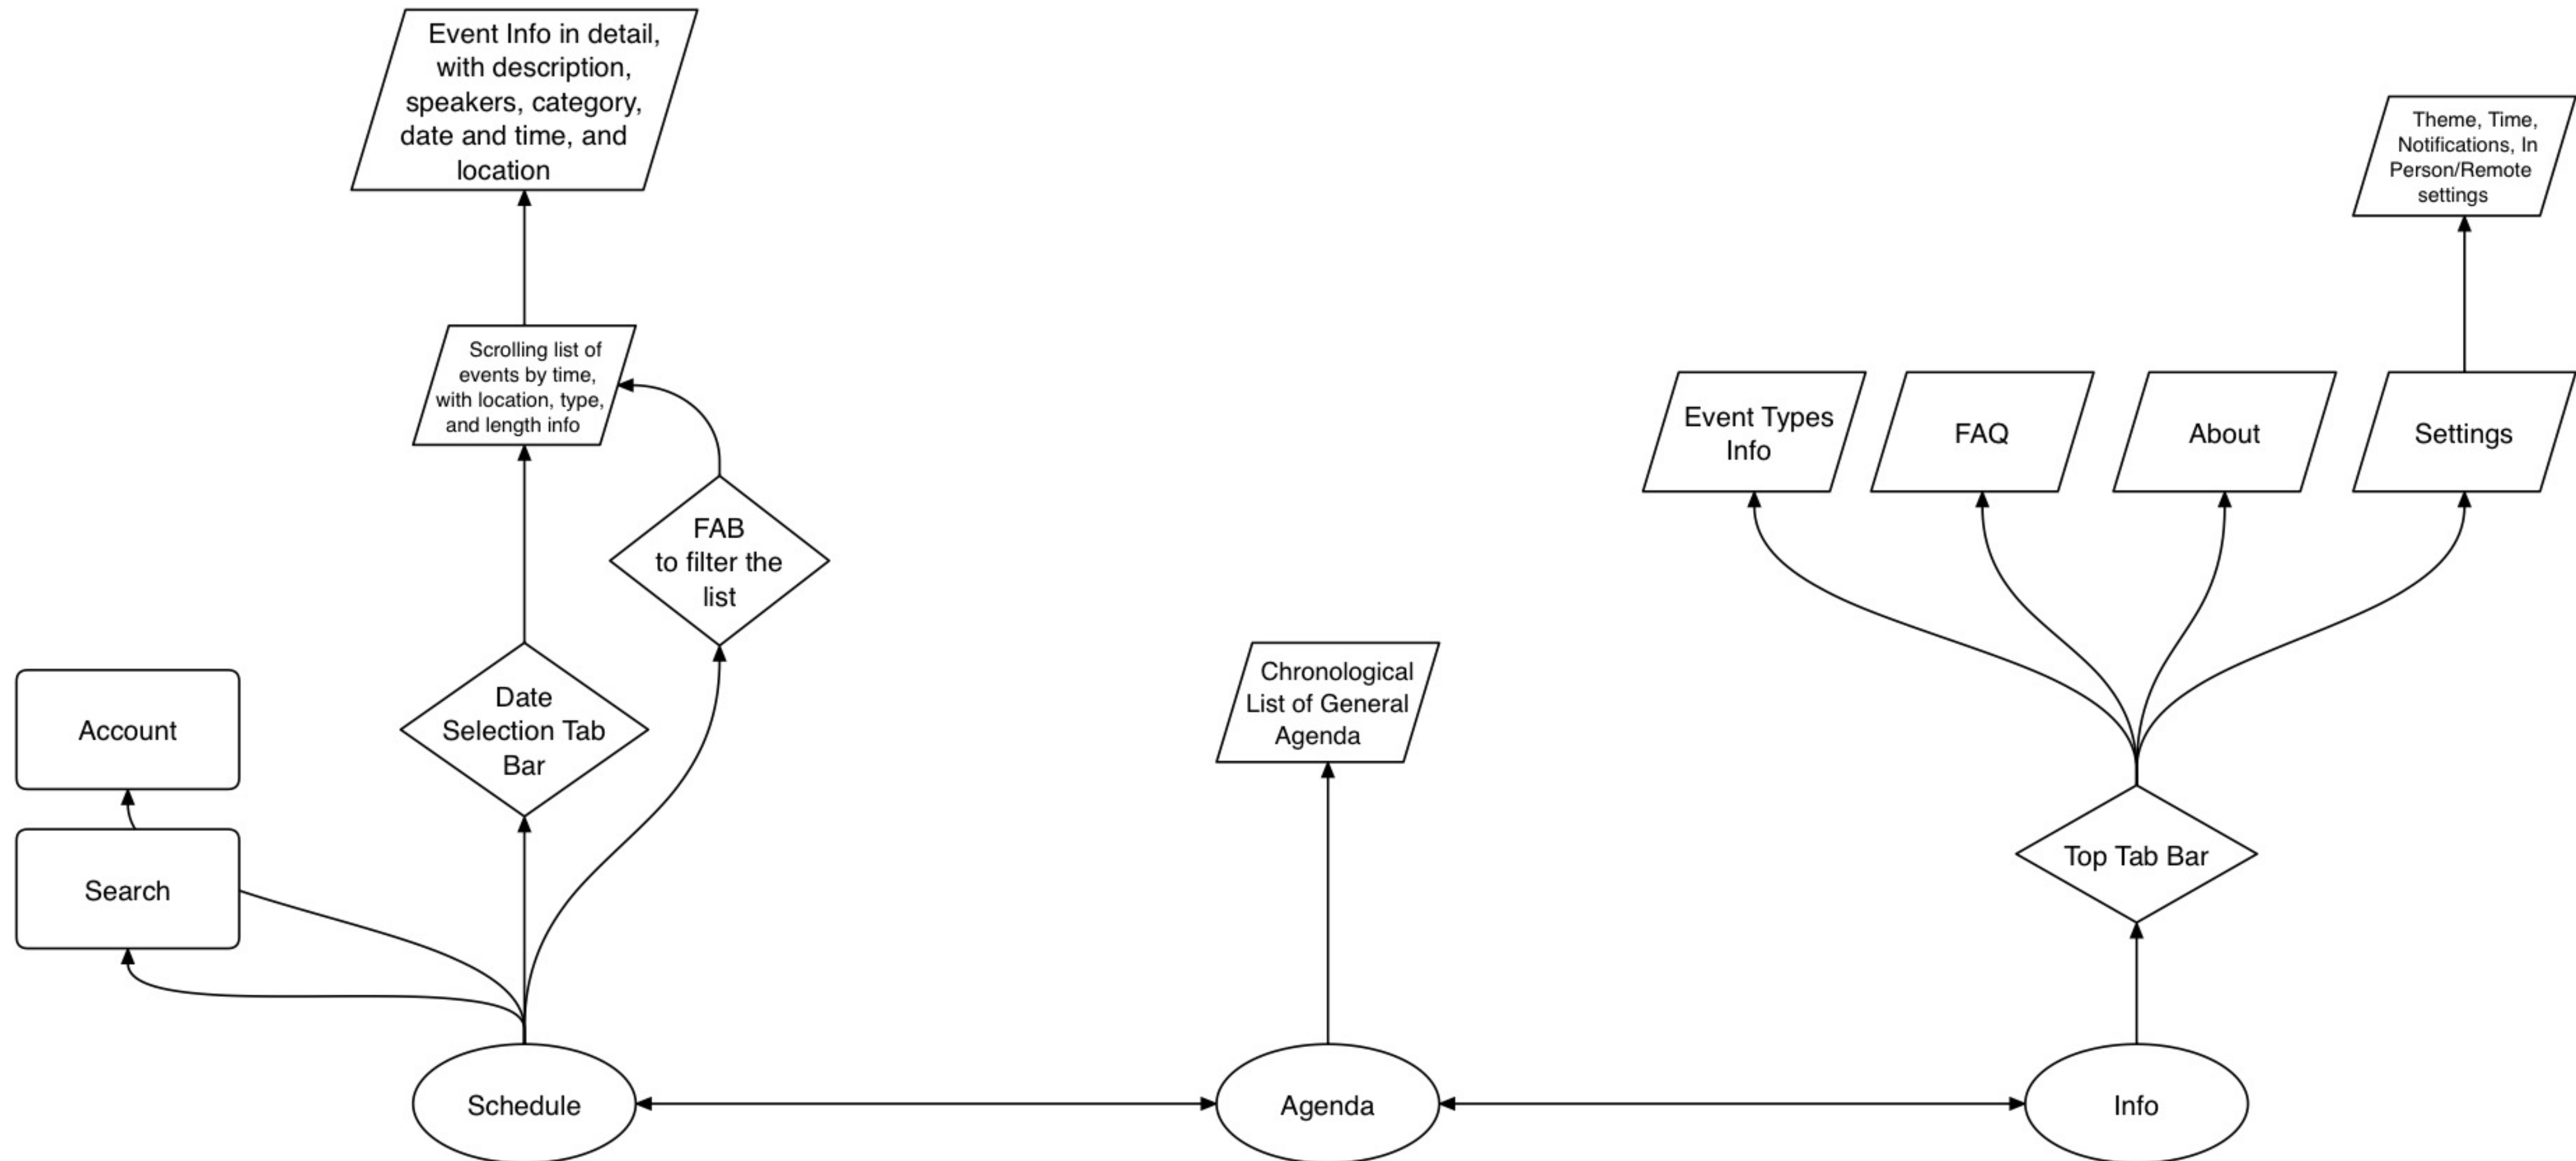 Event Info in detail,
with description,
speakers, category,
date and time, and
location
Theme, Time,
Notifications, In
Person/Remote
settings
Scrolling list of
events by time,
with location, type,
and length info
Event Types
Info
FAQ
About
Settings
FAB
to filter the
list
Date
Selection Tab
Bar
Account
Chronological
List of General
Agenda
Search
Top Tab Bar
Schedule
Agenda
Info